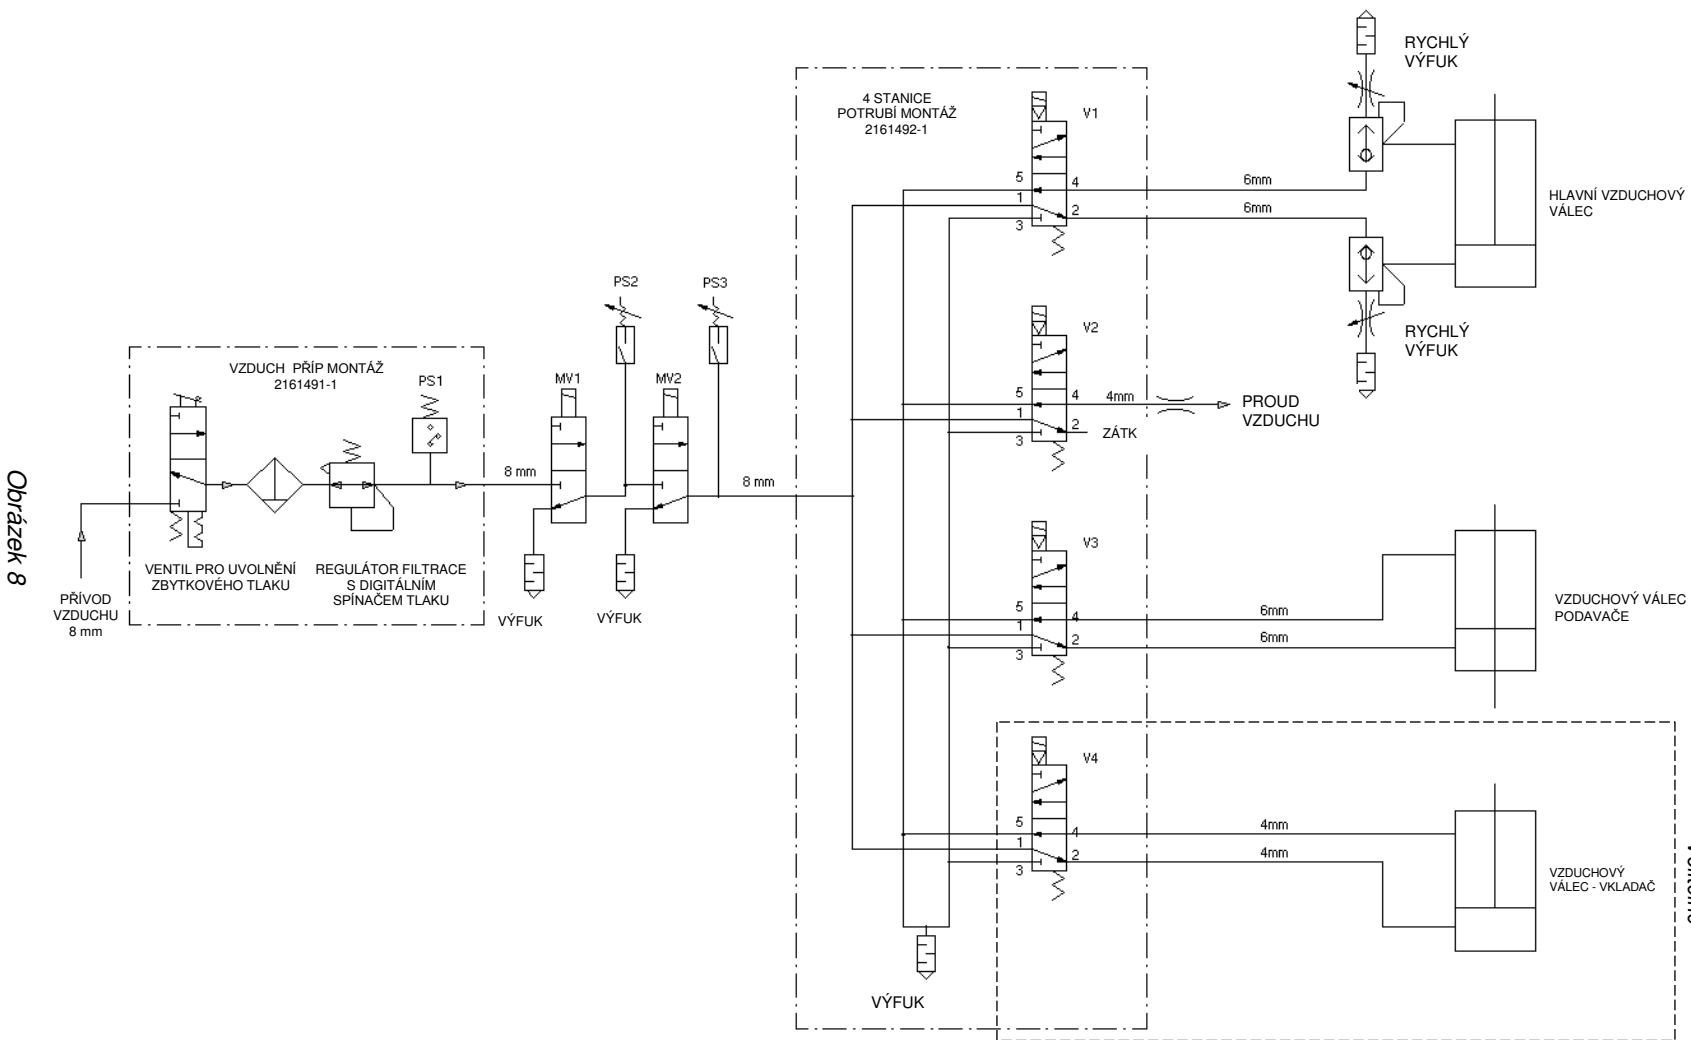 RYCHLÝ
VÝFUK
4 STANICE
POTRUBÍ MONTÁŽ
2161492-1
V1
5
4
1
2
3
6mm
6mm
HLAVNÍ VZDUCHOVÝ
VÁLEC
RYCHLÝ
VÝFUK
PS2
PS3
VZDUCH PŘÍP MONTÁŽ
2161491-1
PS1
MV1
MV2
8 mm
8 mm
V2
5
4
1
2
3
4mm
PROUD
VZDUCHU
ZÁTK
VENTIL PRO UVOLNĚNÍ
ZBYTKOVÉHO TLAKU
REGULÁTOR FILTRACE
S DIGITÁLNÍM
SPÍNAČEM TLAKU
PŘÍVOD
VZDUCHU
8 mm
VÝFUK
VÝFUK
V3
5
4
1
2
3
6mm
6mm
VZDUCHOVÝ VÁLEC
PODAVAČE
V4
5
4
1
2
3
4mm
4mm
VZDUCHOVÝ
VÁLEC - VKLADAČ
VÝFUK
Obrázek 8